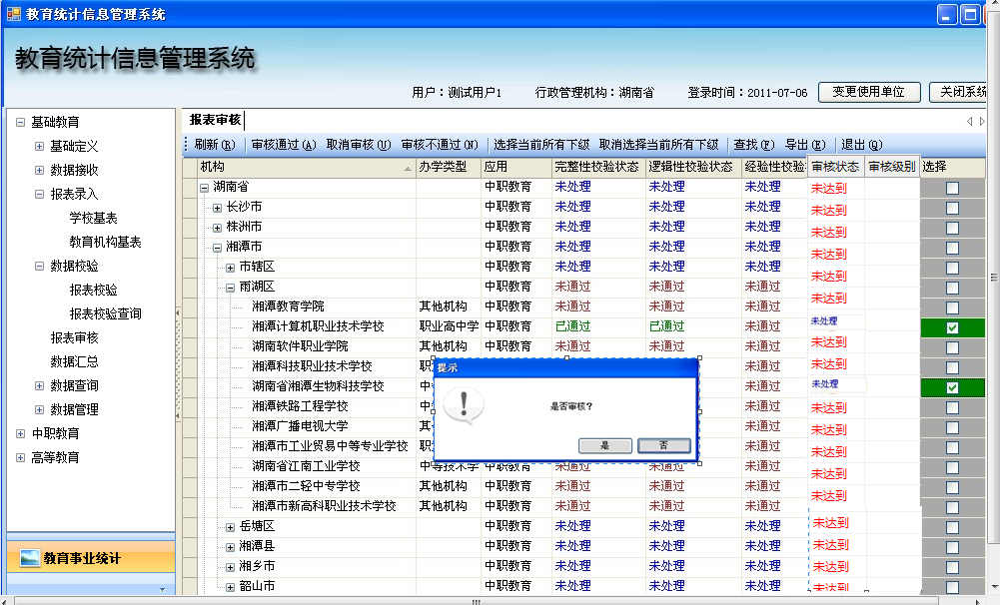 教育统计信息管理系统
教育统计信息管理系统
用户：测试用户1 行政管理机构：湖南省 登录时间：2011-07-06 变更使用单位 关闭系统
基础教育
基础定义
数据接收
报表录入
学校基表
教育机构基表
数据校验
报表校验
报表校验查询
报表审核
数据汇总
数据查询
数据管理
中职教育
高等教育
教育事业统计
报表审核
刷新(R) 审核通过(A) 取消审核(U) 审核不通过(N) 选择当前所有下级 取消选择当前所有下级 查找(F) 导出(E) 退出(Q)
机构 办学类型 应用 完整性校验状态 逻辑性校验状态 经验性校验 审核状态 审核级别 选择
湖南省 中职教育 未处理 未处理 未处理 未达到
长沙市 中职教育 未处理 未处理 未处理 未达到
株洲市 中职教育 未处理 未处理 未处理 未达到
湘潭市 中职教育 未处理 未处理 未处理 未达到
市辖区 中职教育 未处理 未处理 未处理 未达到
雨湖区 中职教育 未通过 未通过 未通过 未达到
湘潭教育学院 其他机构 中职教育 未通过 未通过 未通过
湘潭计算机职业技术学校 职业高中学 中职教育 已通过 已通过 未通过 未处理
湖南软件职业学院 其他机构 中职教育 未通过 未通过 未通过 未达到
湘潭科技职业技术学校 职 未通过 未达到
湖南省湘潭生物科技学校 中 未通过 未处理
湘潭铁路工程学校 中 未通过 未达到
湘潭广播电视大学 其 未通过 未达到
湘潭市工业贸易中等专业学校 职 未通过 未达到
湖南省江南工业学校 中等技术学 中职教育 未通过 未通过 未通过 未达到
湘潭市二轻中专学校 其他机构 中职教育 未通过 未通过 未通过 未达到
湘潭市新高科职业技术学校 其他机构 中职教育 未通过 未通过 未通过
岳塘区 中职教育 未处理 未处理 未处理 未达到
湘潭县 中职教育 未处理 未处理 未处理 未达到
湘乡市 中职教育 未处理 未处理 未处理 未达到
韶山市 中职教育 未处理 未处理 未处理 未达到
提示
是否审核?
是 否